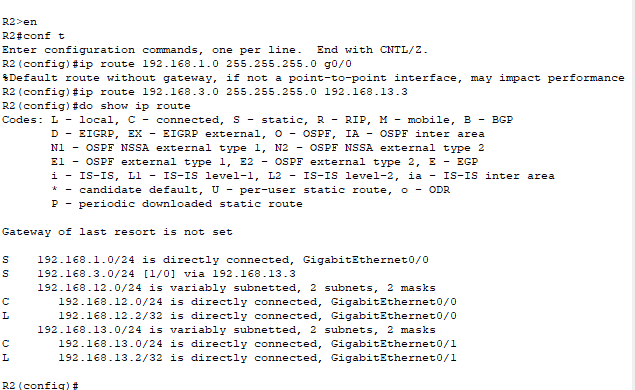 R2>en
R2#conf t
Enter configuration commands, one per line.  End with CNTL/Z.
R2(config)#ip route 192.168.1.0 255.255.255.0 g0/0
%Default route without gateway, if not a point-to-point interface, may impact performance
R2(config)#ip route 192.168.3.0 255.255.255.0 192.168.13.3
R2(config)#do show ip route
Codes: L - local, C - connected, S - static, R - RIP, M - mobile, B - BGP
       D - EIGRP, EX - EIGRP external, O - OSPF, IA - OSPF inter area
       N1 - OSPF NSSA external type 1, N2 - OSPF NSSA external type 2
       E1 - OSPF external type 1, E2 - OSPF external type 2, E - EGP
       i - IS-IS, L1 - IS-IS level-1, L2 - IS-IS level-2, ia - IS-IS inter area
       * - candidate default, U - per-user static route, o - ODR
       P - periodic downloaded static route
Gateway of last resort is not set
S    192.168.1.0/24 is directly connected, GigabitEthernet0/0
S    192.168.3.0/24 [1/0] via 192.168.13.3
     192.168.12.0/24 is variably subnetted, 2 subnets, 2 masks
C       192.168.12.0/24 is directly connected, GigabitEthernet0/0
L       192.168.12.2/32 is directly connected, GigabitEthernet0/0
     192.168.13.0/24 is variably subnetted, 2 subnets, 2 masks
C       192.168.13.0/24 is directly connected, GigabitEthernet0/1
L       192.168.13.2/32 is directly connected, GigabitEthernet0/1
R2(config)#